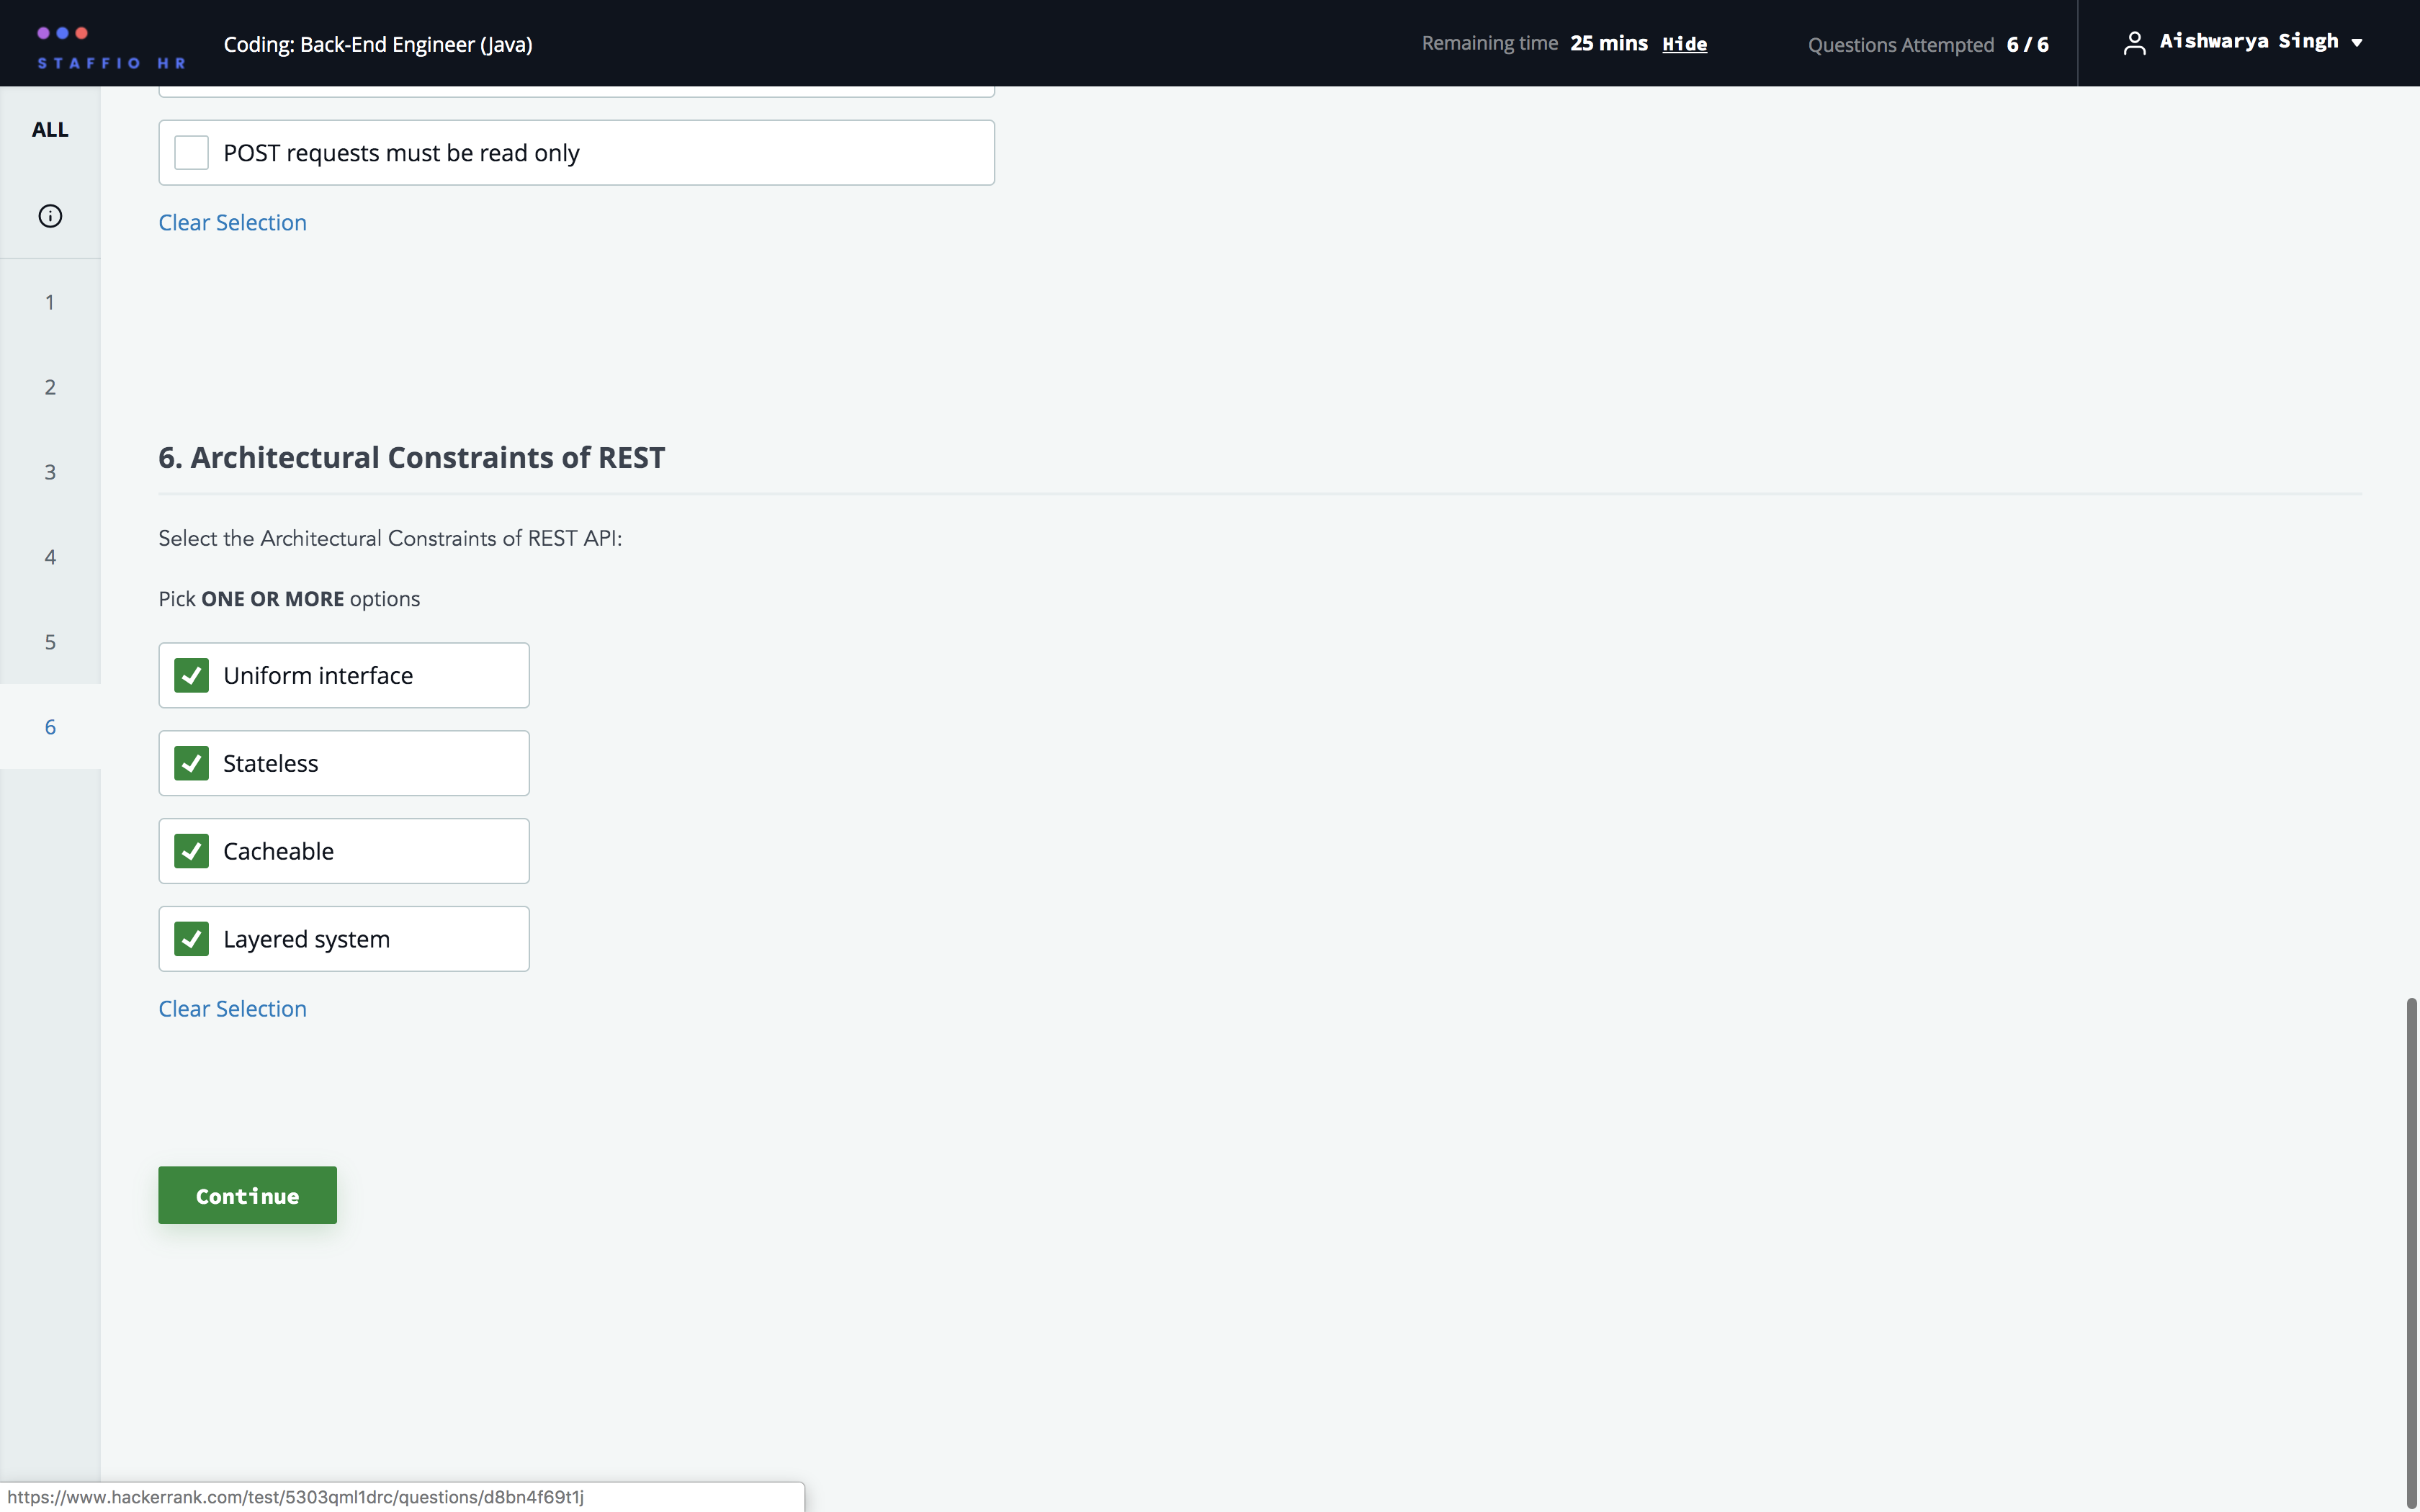 STAFFIO HR
Coding: Back-End Engineer (Java)
Remaining time 25 mins Hide
Questions Attempted 6 / 6
Aishwarya Singh
ALL
1
2
3
4
5
6
POST requests must be read only
Clear Selection
6. Architectural Constraints of REST
Select the Architectural Constraints of REST API:
Pick ONE OR MORE options
Uniform interface
Stateless
Cacheable
Layered system
Clear Selection
Continue
https://www.hackerrank.com/test/5303qml1drc/questions/d8bn4f69t1j